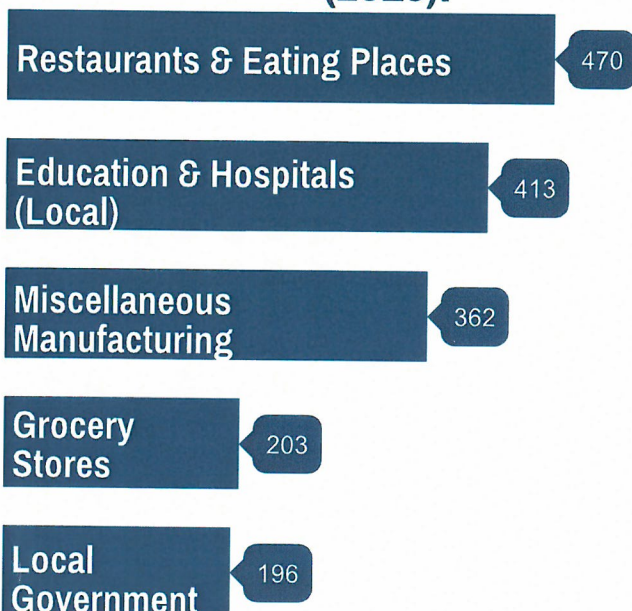 Restaurants & Eating Places
470
Education & Hospitals
(Local)
413
Miscellaneous
Manufacturing
362
Grocery
Stores
203
Local
Government
196